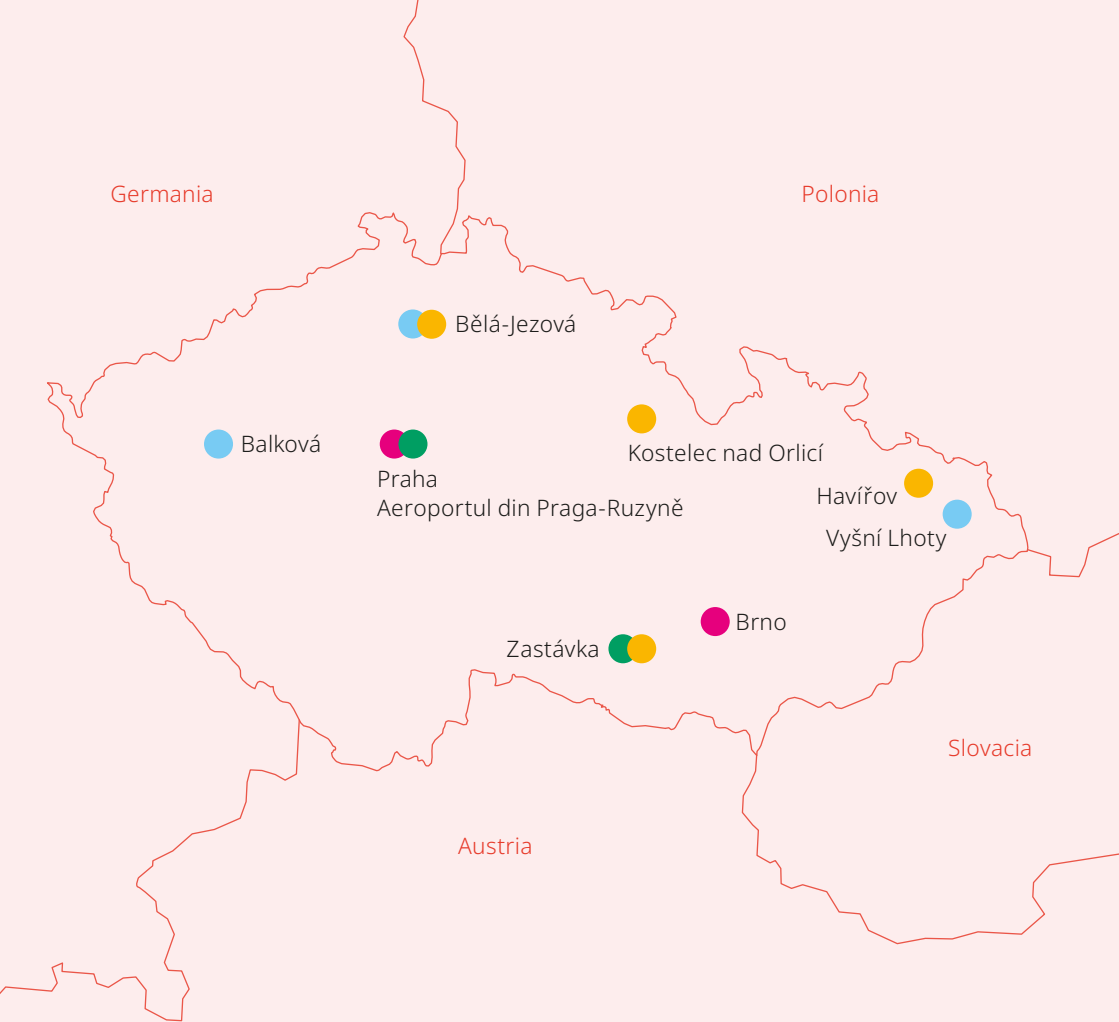 Germania
Polonia
Bělá-Jezová
Balková
Praha
Aeroportul din Praga-Ruzyně
Kostelec nad Orlicí
Havířov
Vyšní Lhoty
Brno
Zastávka
Slovacia
Austria